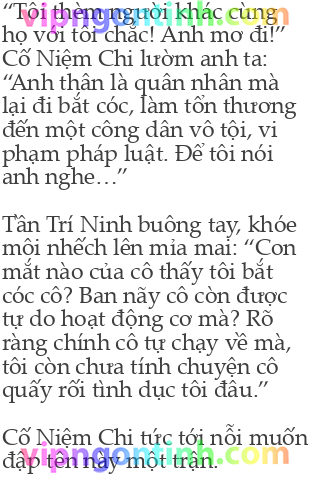 “Tôi thèm người khác cùng
họ với tôi chắc! Anh mơ đi!”
Cố Niệm Chi lườm anh ta:
“Anh thân là quân nhân mà
lại đi bắt cóc, làm tổn thương
đến một công dân vô tội, vi
phạm pháp luật. Để tôi nói
anh nghe…”
Tần Trí Ninh buông tay, khóe
môi nhếch lên mỉa mai: “Con
mắt nào của cô thấy tôi bắt
cóc cô? Ban nãy cô còn được
tự do hoạt động cơ mà? Rõ
ràng chính cô tự chạy về mà,
tôi còn chưa tính chuyện cô
quấy rối tình dục tôi đâu.”
Cố Niệm Chi tức tới nỗi muốn
đập tên này một trận.
vipngontinh.com
vipngontinh.com